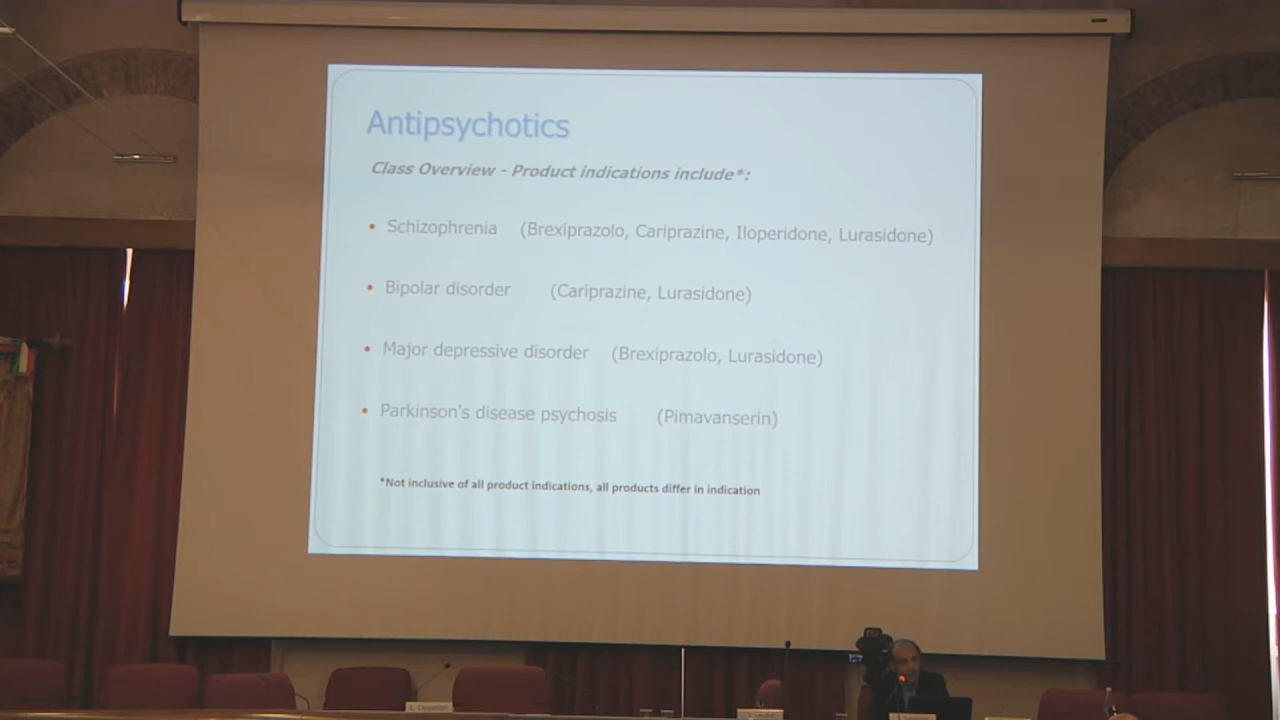 Antipsychotics
Class Overview - Product indications include*:
• Schizophrenia (Brexiprazolo, Cariprazine, Iloperidone, Lurasidone)
• Bipolar disorder (Cariprazine, Lurasidone)
• Major depressive disorder (Brexiprazolo, Lurasidone)
• Parkinson's disease psychosis (Pimavanserin)
*Not inclusive of all product indications, all products differ in indication